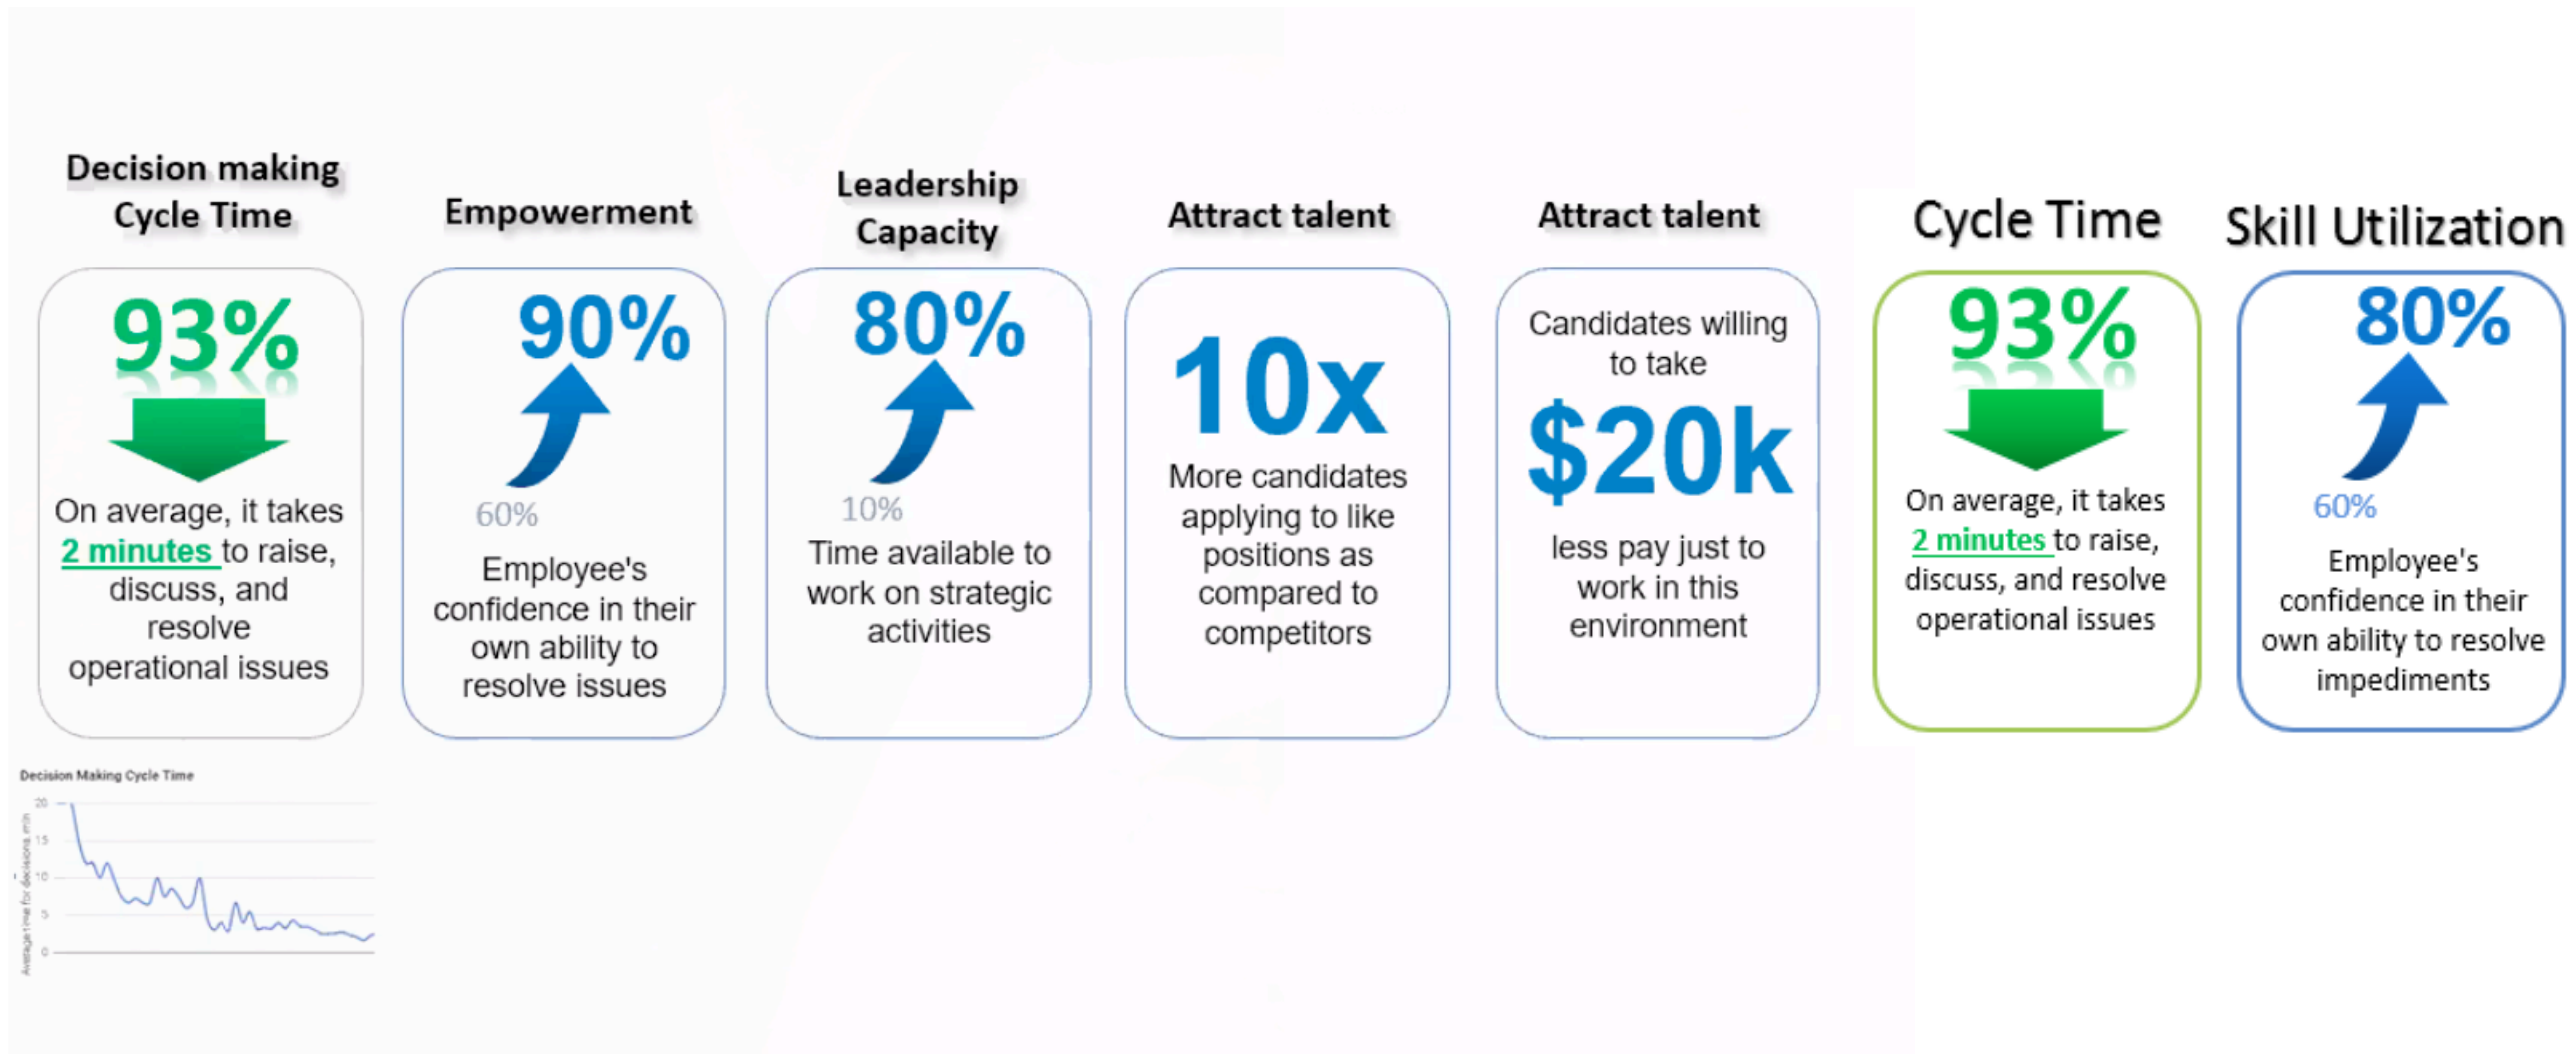 Decision making
Cycle Time
93%
On average, it takes
2 minutes to raise,
discuss, and
resolve
operational issues
Empowerment
90%
60%
Employee's
confidence in their
own ability to
resolve issues
Leadership
Capacity
80%
10%
Time available to
work on strategic
activities
Attract talent
10x
More candidates
applying to like
positions as
compared to
competitors
Attract talent
Candidates willing
to take
$20k
less pay just to
work in this
environment
Cycle Time
93%
On average, it takes
2 minutes to raise,
discuss, and resolve
operational issues
Skill Utilization
80%
60%
Employee's
confidence in their
own ability to resolve
impediments
Decision Making Cycle Time
Average time for decisions, min
20
15
10
5
0